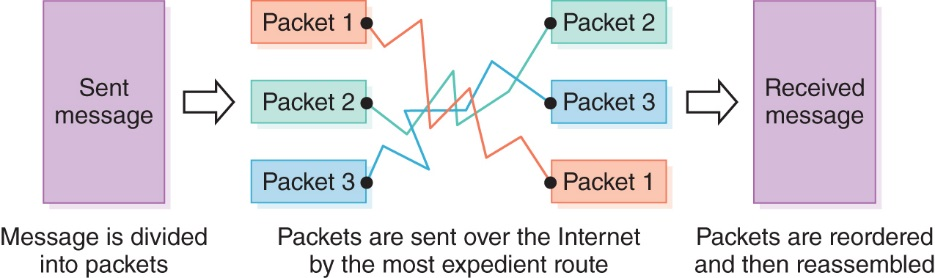 Sent
message
Packet 1
Packet 2
Packet 3
Packet 2
Packet 3
Packet 1
Received
message
Message is divided
into packets
Packets are sent over the Internet
by the most expedient route
Packets are reordered
and then reassembled